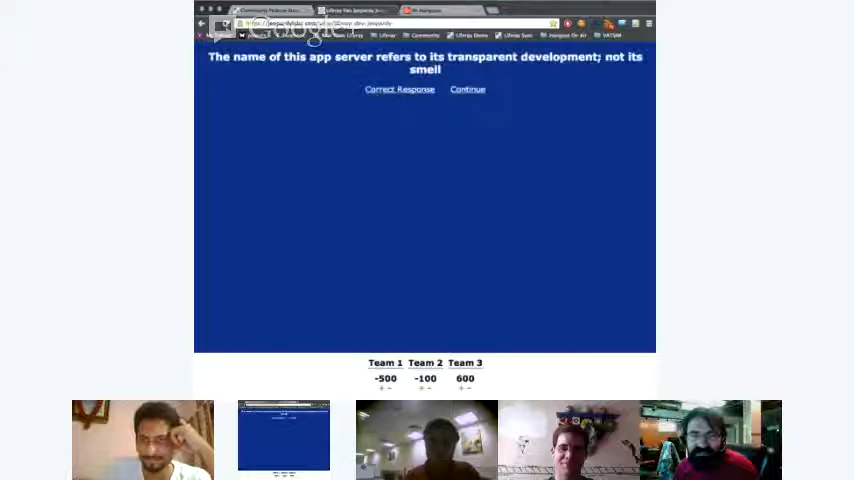 Google+
The name of this app server refers to its transparent development; not its
smell
Correct Response Continue
Team 1 Team 2 Team 3
-500 -100 600
+ - + - + -